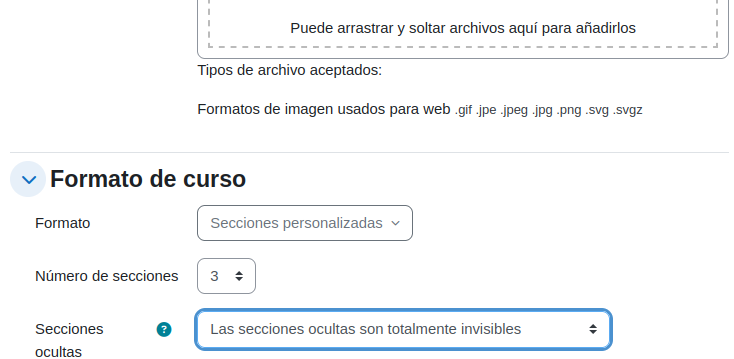 Puede arrastrar y soltar archivos aquí para añadirlos
Tipos de archivo aceptados:
Formatos de imagen usados para web .gif .jpe .jpeg .jpg .png .svg .svgz
Formato de curso
Formato Secciones personalizadas
Número de secciones 3
Secciones ocultas ? Las secciones ocultas son totalmente invisibles